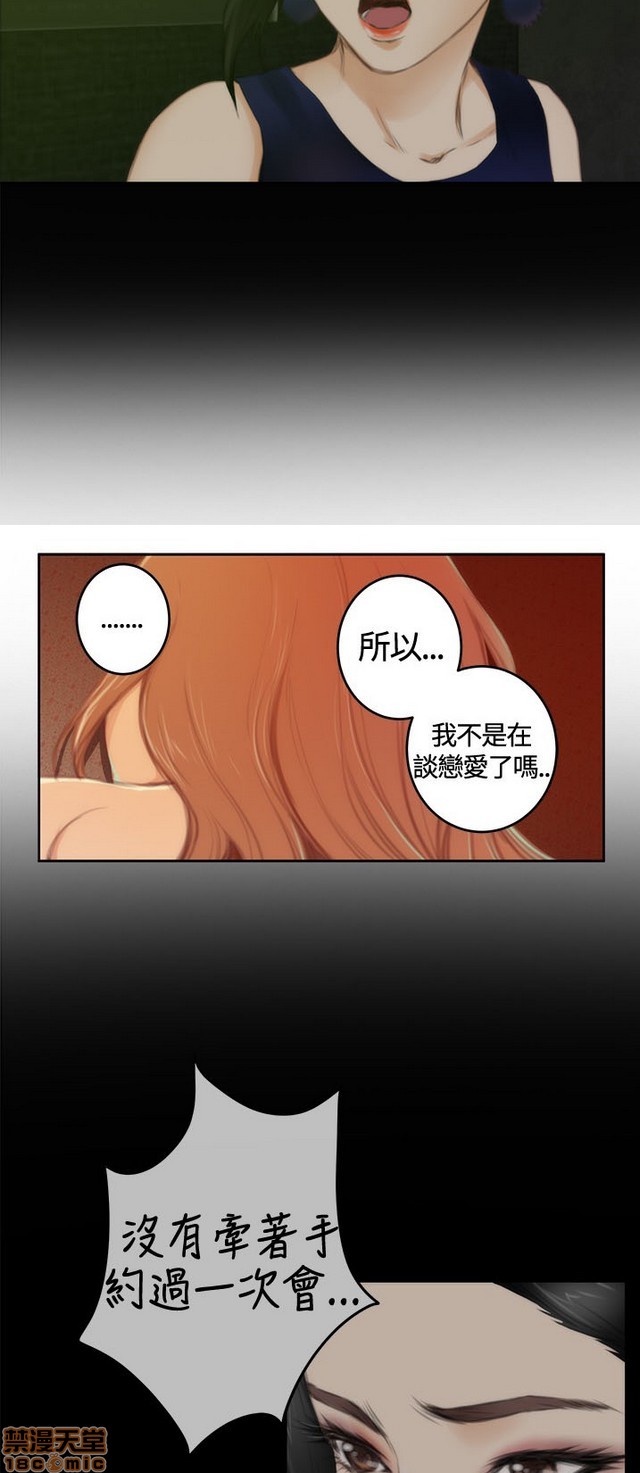 .......
所以...
我不是在
談戀愛了嗎..
沒有牽著手
約過一次會...
禁漫天堂
18comic